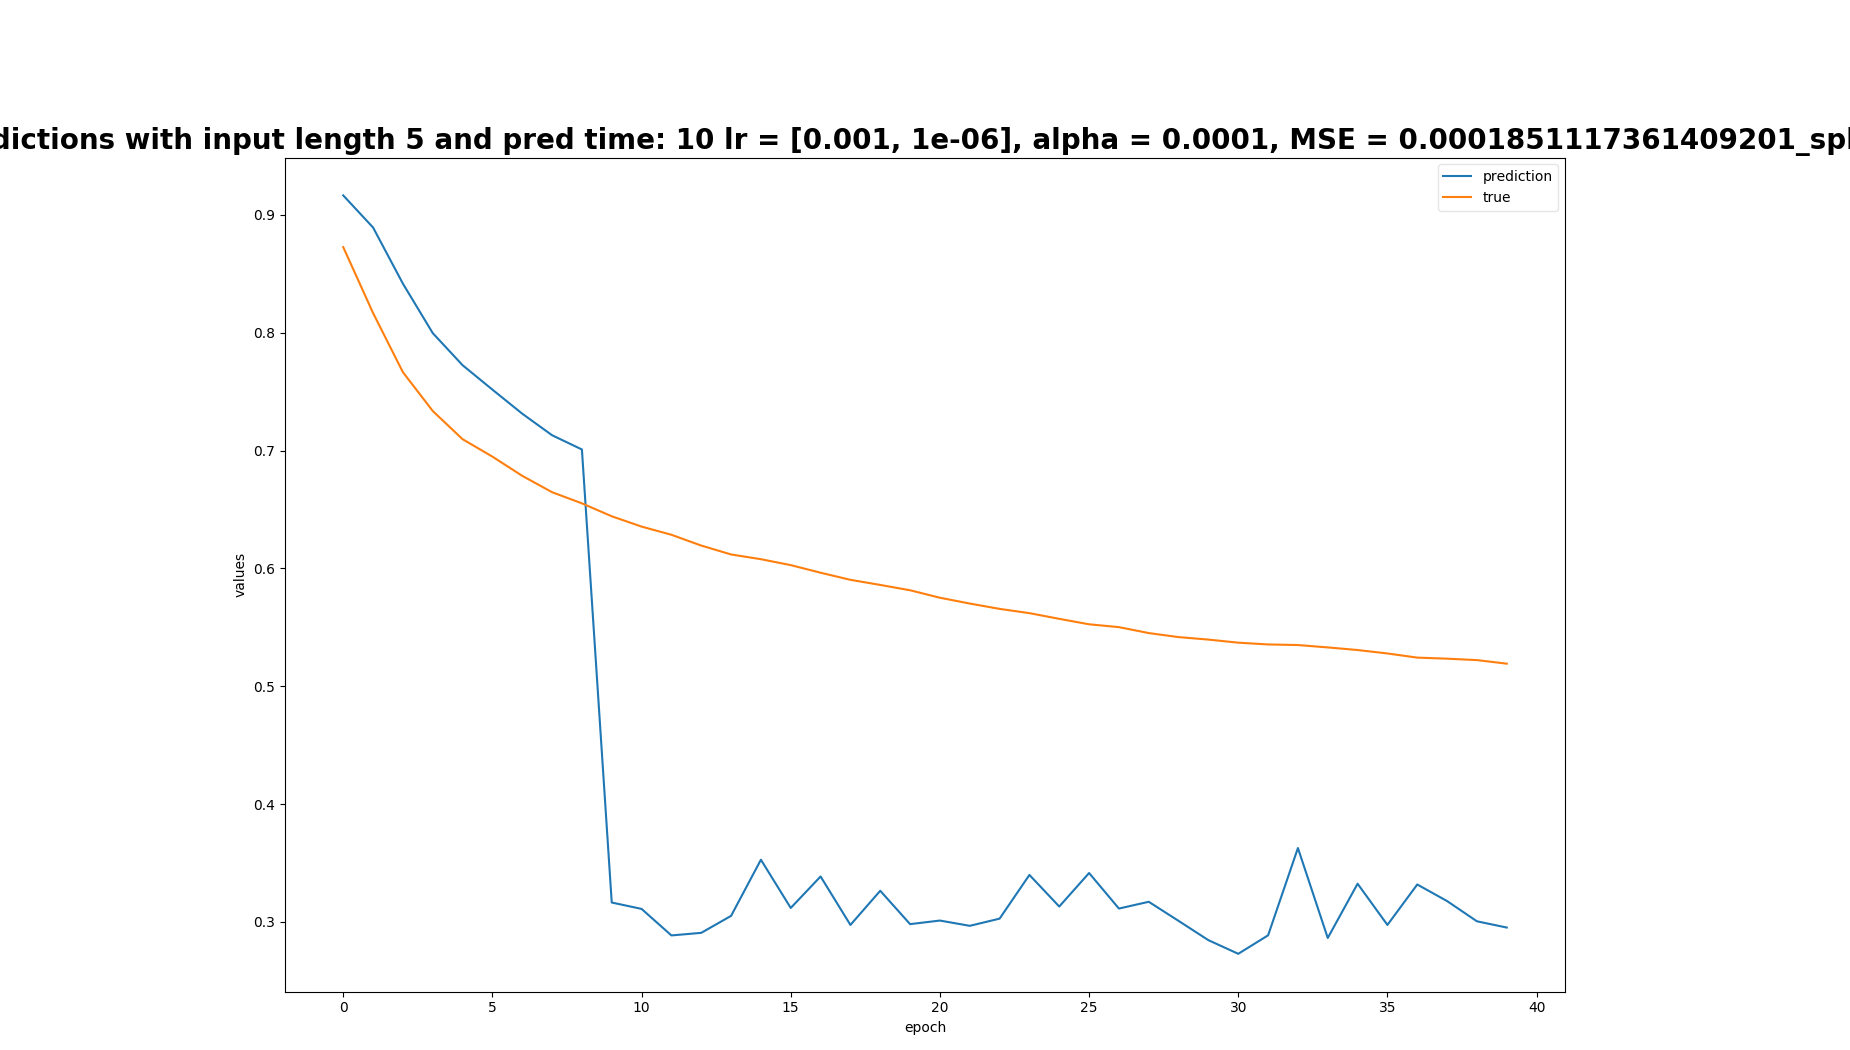 dictions with input length 5 and pred time: 10 lr = [0.001, 1e-06], alpha = 0.0001, MSE = 0.0001851117361409201_spl
prediction
true
0.9
0.8
0.7
0.6
0.5
0.4
0.3
values
0 5 10 15 20 25 30 35 40
epoch